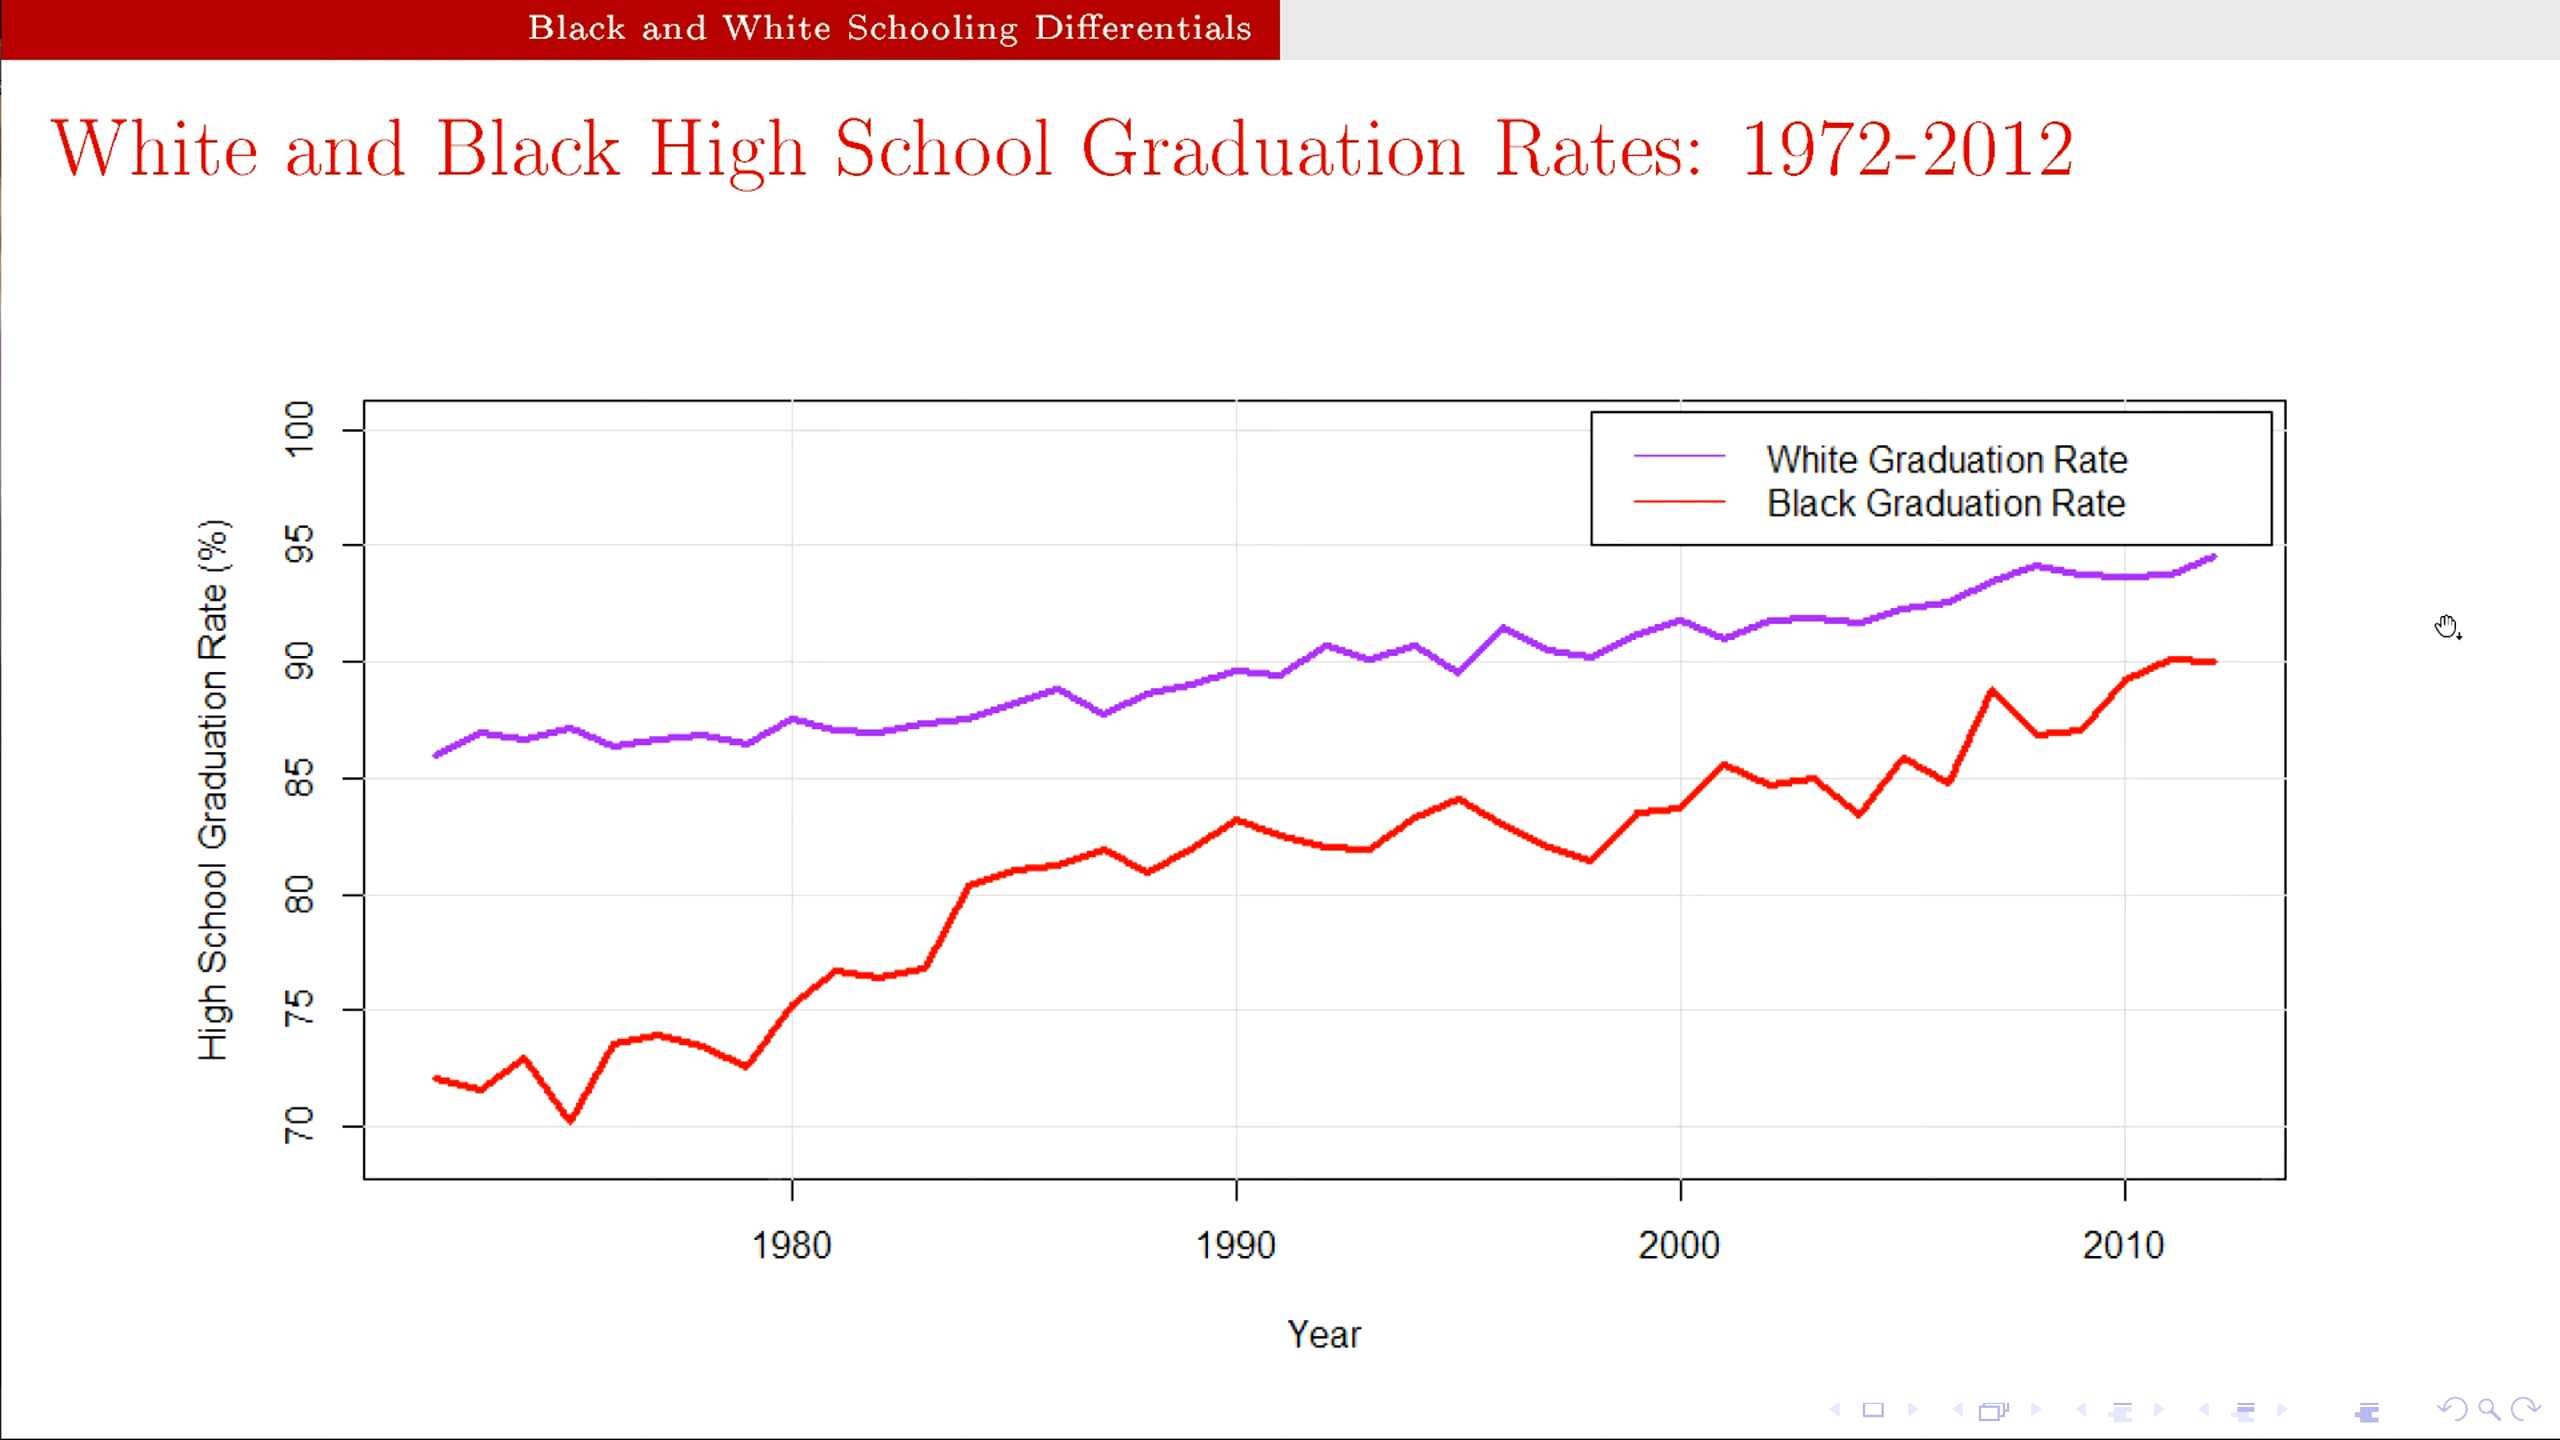 Black and White Schooling Differentials
White and Black High School Graduation Rates: 1972-2012
High School Graduation Rate (%)
100
95
90
85
80
75
70
White Graduation Rate
Black Graduation Rate
1980 1990 2000 2010
Year